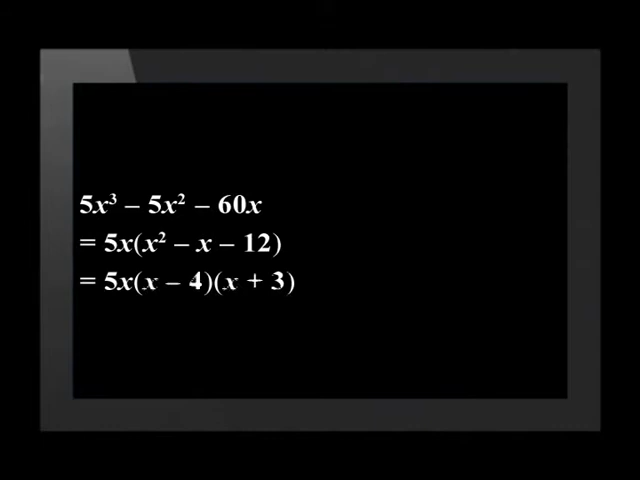 5x³ – 5x² – 60x
= 5x(x² – x – 12)
= 5x(x – 4)(x + 3)